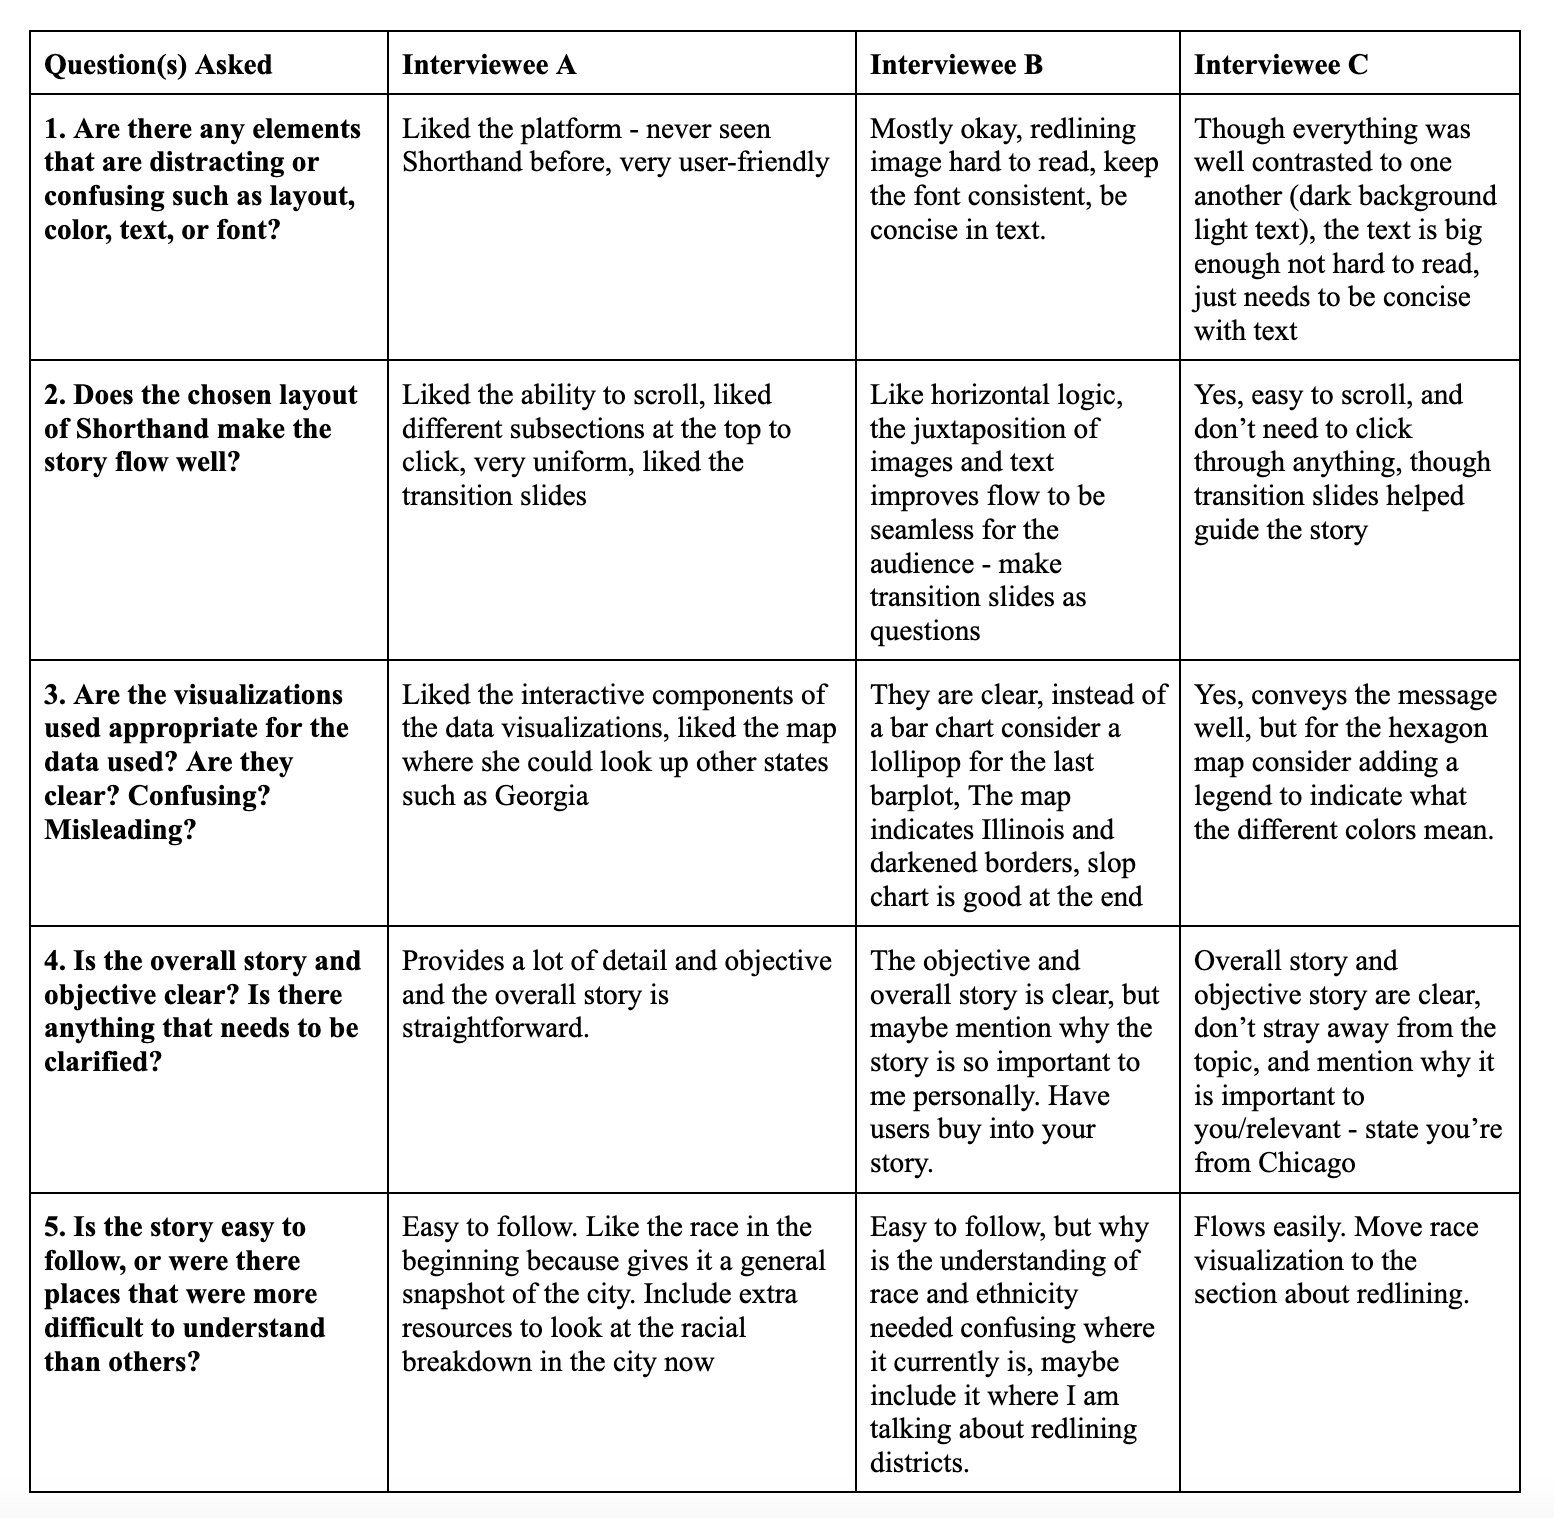 Question(s) Asked
Interviewee A
Interviewee B
Interviewee C
1. Are there any elements
that are distracting or
confusing such as layout,
color, text, or font?
Liked the platform - never seen
Shorthand before, very user-friendly
Mostly okay, redlining
image hard to read, keep
the font consistent, be
concise in text.
Though everything was
well contrasted to one
another (dark background
light text), the text is big
enough not hard to read,
just needs to be concise
with text
2. Does the chosen layout
of Shorthand make the
story flow well?
Liked the ability to scroll, liked
different subsections at the top to
click, very uniform, liked the
transition slides
Like horizontal logic,
the juxtaposition of
images and text
improves flow to be
seamless for the
audience - make
transition slides as
questions
Yes, easy to scroll, and
don’t need to click
through anything, though
transition slides helped
guide the story
3. Are the visualizations
used appropriate for the
data used? Are they
clear? Confusing?
Misleading?
Liked the interactive components of
the data visualizations, liked the map
where she could look up other states
such as Georgia
They are clear, instead of
a bar chart consider a
lollipop for the last
barplot, The map
indicates Illinois and
darkened borders, slop
chart is good at the end
Yes, conveys the message
well, but for the hexagon
map consider adding a
legend to indicate what
the different colors mean.
4. Is the overall story and
objective clear? Is there
anything that needs to be
clarified?
Provides a lot of detail and objective
and the overall story is
straightforward.
The objective and
overall story is clear, but
maybe mention why the
story is so important to
me personally. Have
users buy into your
story.
Overall story and
objective story are clear,
don’t stray away from the
topic, and mention why it
is important to
you/relevant - state you’re
from Chicago
5. Is the story easy to
follow, or were there
places that were more
difficult to understand
than others?
Easy to follow. Like the race in the
beginning because gives it a general
snapshot of the city. Include extra
resources to look at the racial
breakdown in the city now
Easy to follow, but why
is the understanding of
race and ethnicity
needed confusing where
it currently is, maybe
include it where I am
talking about redlining
districts.
Flows easily. Move race
visualization to the
section about redlining.